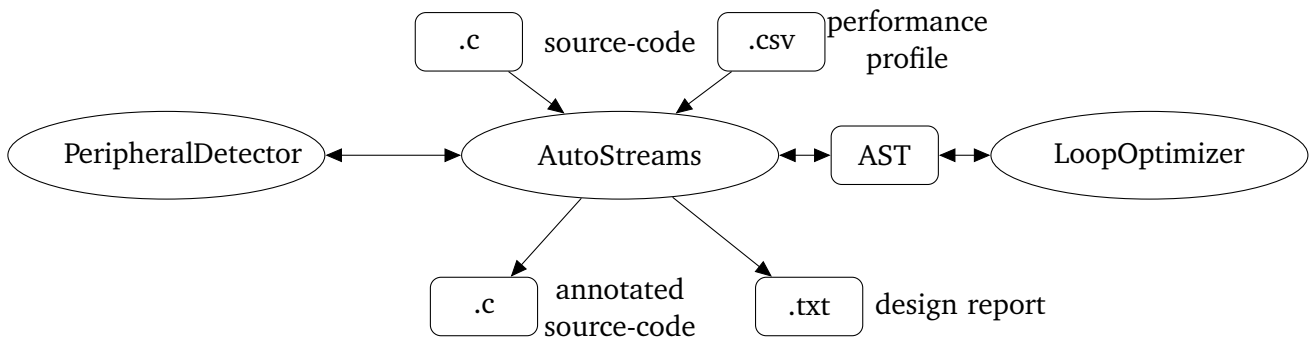 .c
source-code
.csv
performance
profile
PeripheralDetector
AutoStreams
AST
LoopOptimizer
.c
annotated
source-code
.txt
design report